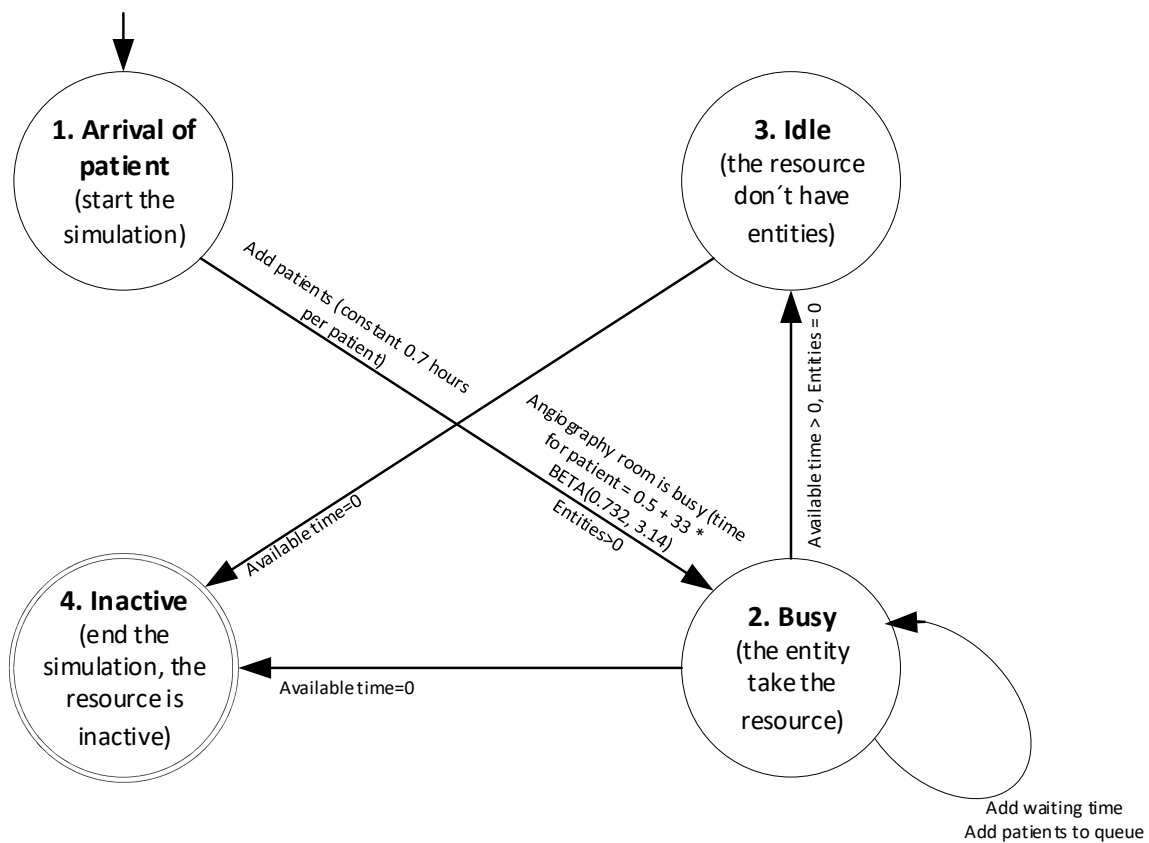 1. Arrival of
patient
(start the
simulation)
3. Idle
(the resource
don´t have
entities)
Add patients (constant 0.7 hours
per patient)
Angiography room is busy (time
for patient = 0.5 + 33 *
BETA(0.732, 3.14)
Entities>0
Available time > 0, Entities = 0
Available time=0
4. Inactive
(end the
simulation, the
resource is
inactive)
Available time=0
2. Busy
(the entity
take the
resource)
Add waiting time
Add patients to queue